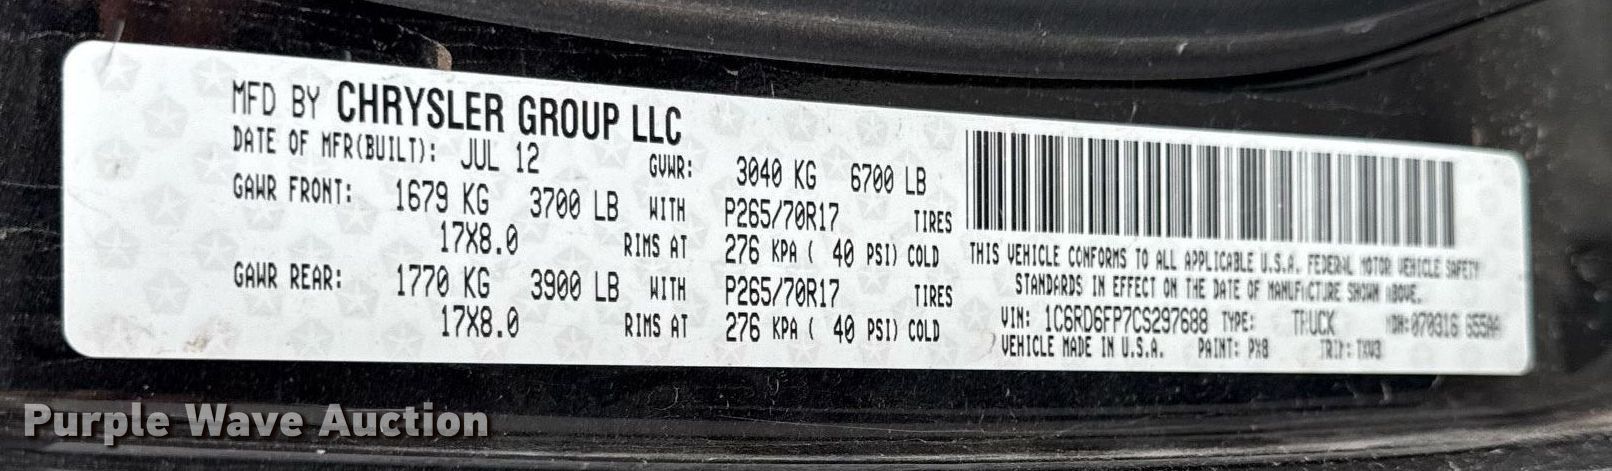 MFD BY CHRYSLER GROUP LLC
DATE OF MFR(BUILT): JUL 12 GVWR: 3040 KG 6700 LB
GAWR FRONT: 1679 KG 3700 LB WITH P265/70R17 TIRES
17X8.0 RIMS AT 276 KPA ( 40 PSI) COLD
GAWR REAR: 1770 KG 3900 LB WITH P265/70R17 TIRES
17X8.0 RIMS AT 276 KPA ( 40 PSI) COLD
THIS VEHICLE CONFORMS TO ALL APPLICABLE U.S.A. FEDERAL MOTOR VEHICLE SAFETY
STANDARDS IN EFFECT ON THE DATE OF MANUFACTURE SHOWN ABOVE.
VIN: 1C6RD6FP7CS297688 TYPE: TRUCK MDH:070316
VEHICLE MADE IN U.S.A. PAINT: PX8 TRIM:
Purple Wave Auction